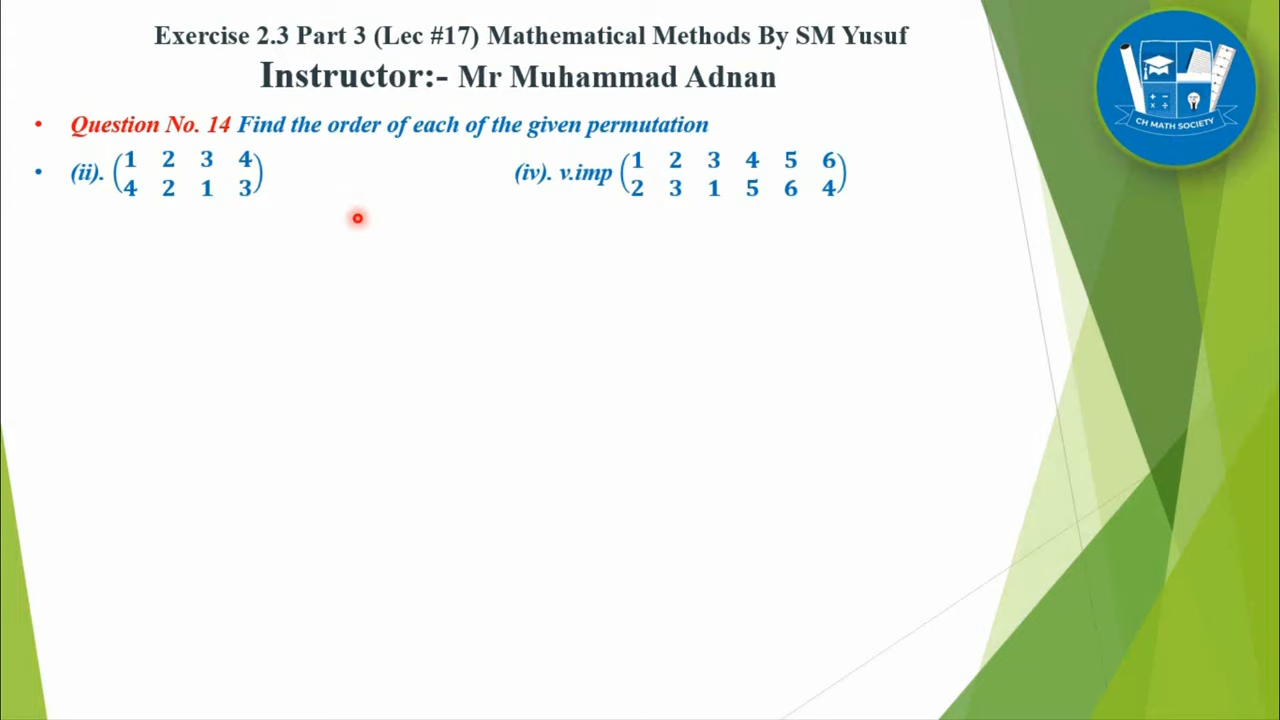 Exercise 2.3 Part 3 (Lec #17) Mathematical Methods By SM Yusuf
Instructor:- Mr Muhammad Adnan
CH MATH SOCIETY
• Question No. 14 Find the order of each of the given permutation
• (ii). (1 2 3 4
4 2 1 3)
(iv). v.imp (1 2 3 4 5 6
2 3 1 5 6 4)